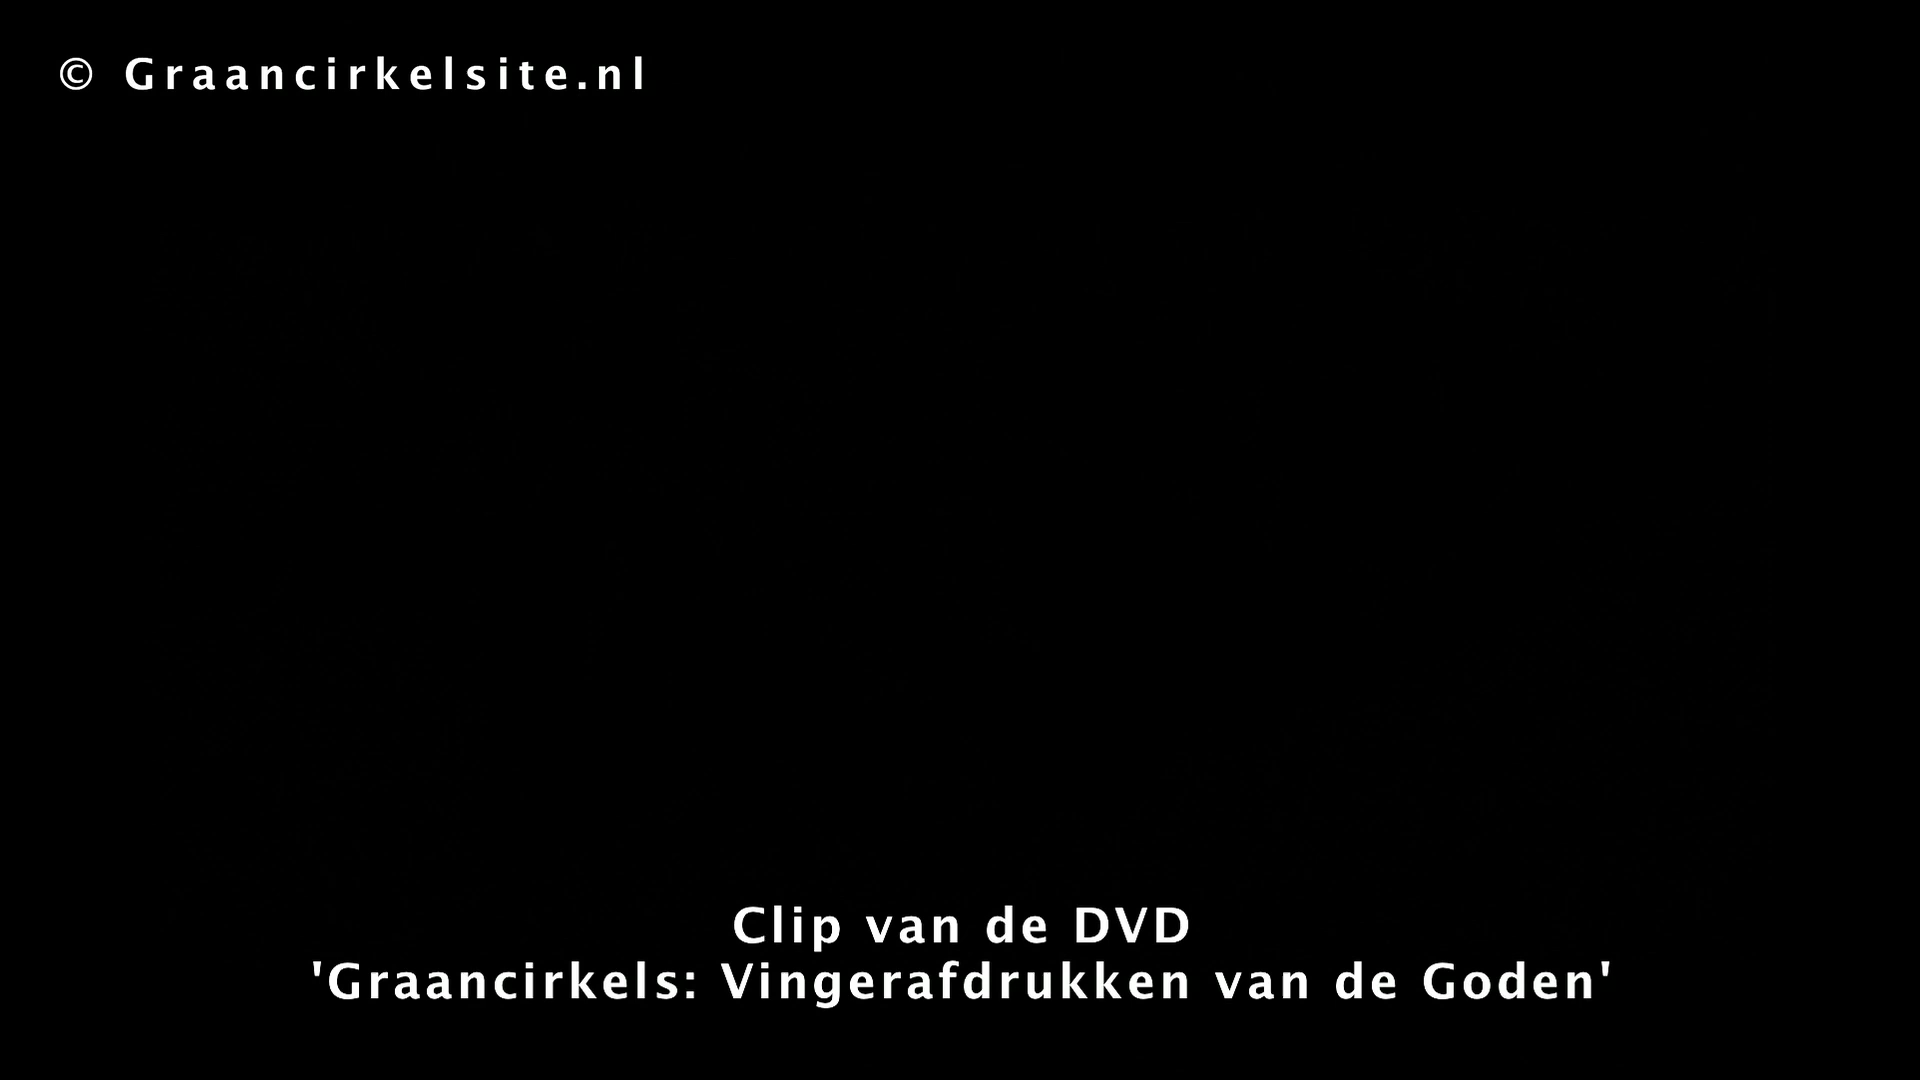 © Graancirkelsite.nl
Clip van de DVD
'Graancirkels: Vingerafdrukken van de Goden'